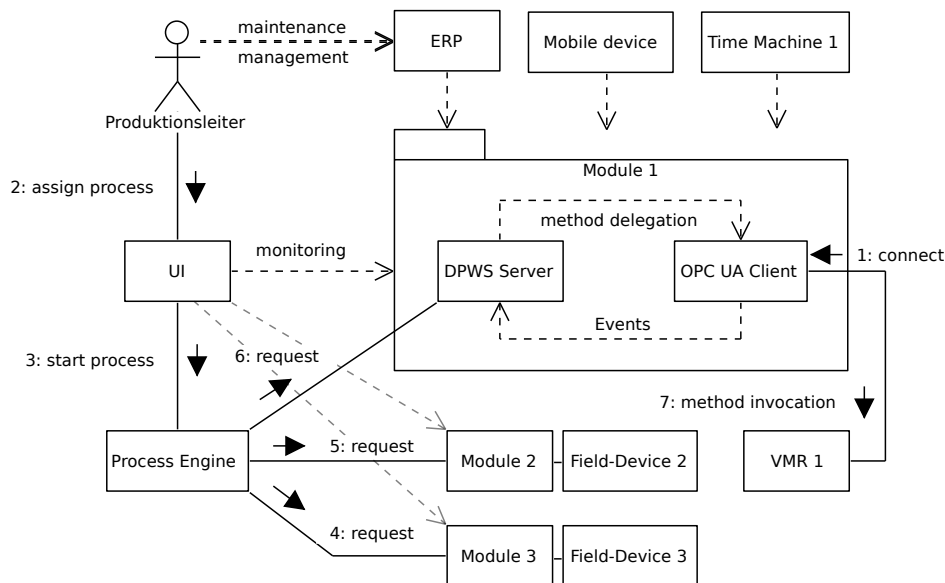 maintenance
management
ERP
Mobile device
Time Machine 1
Produktionsleiter
Module 1
2: assign process
method delegation
UI
monitoring
DPWS Server
OPC UA Client
1: connect
Events
3: start process
6: request
7: method invocation
Process Engine
5: request
Module 2
Field-Device 2
VMR 1
4: request
Module 3
Field-Device 3